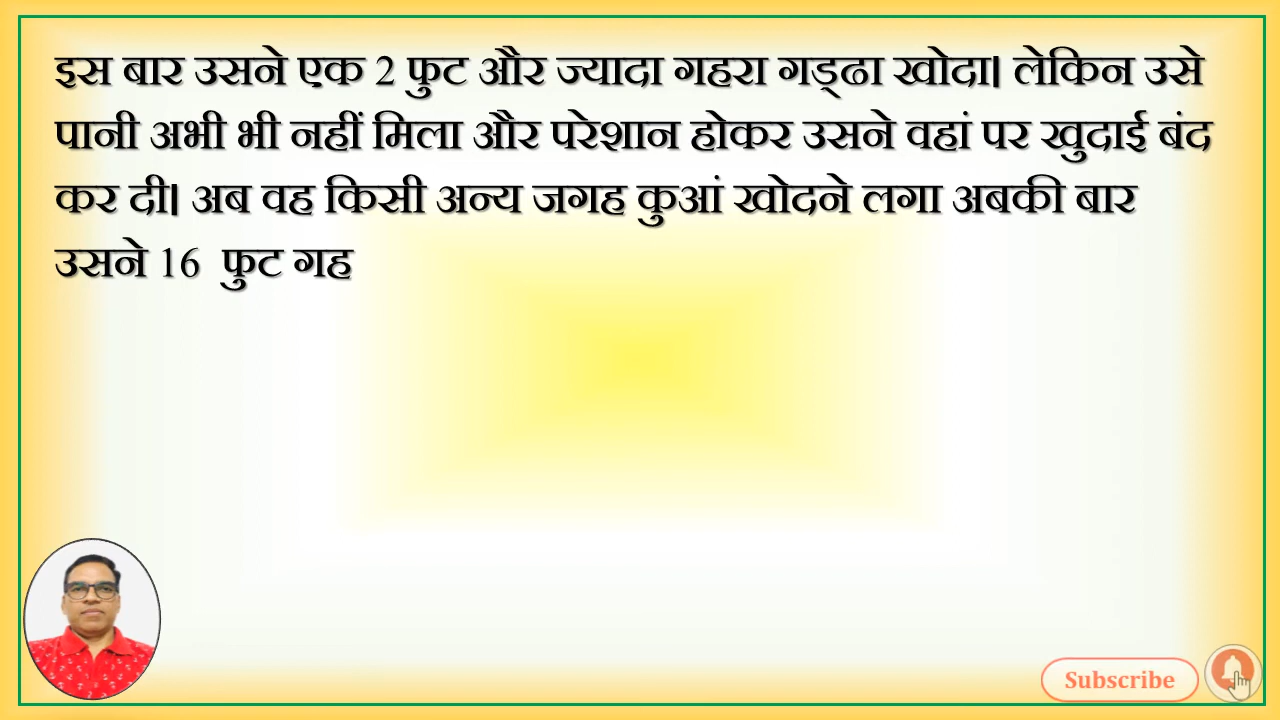 इस बार उसने एक 2 फुट और ज्यादा गहरा गड्ढा खोदा। लेकिन उसे
पानी अभी भी नहीं मिला और परेशान होकर उसने वहां पर खुदाई बंद
कर दी। अब वह किसी अन्य जगह कुआं खोदने लगा अबकी बार
उसने 16 फुट गह
Subscribe